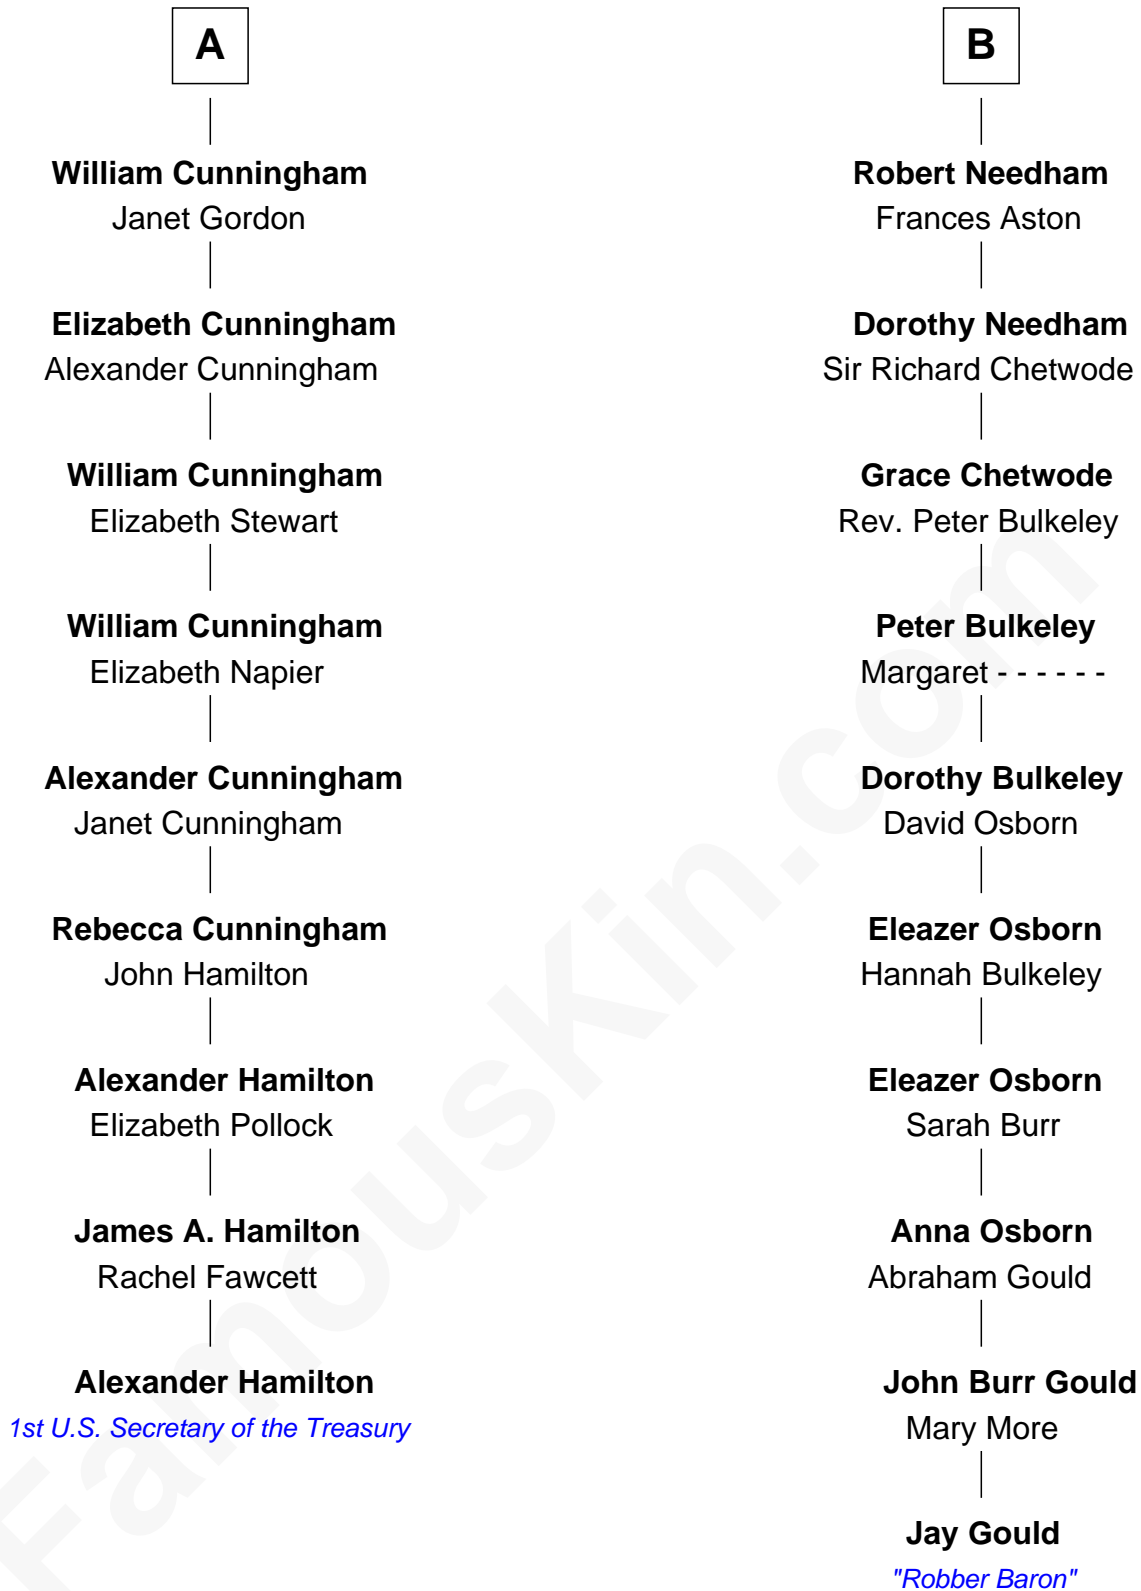 A
William Cunningham
Janet Gordon
Elizabeth Cunningham
Alexander Cunningham
William Cunningham
Elizabeth Stewart
William Cunningham
Elizabeth Napier
Alexander Cunningham
Janet Cunningham
Rebecca Cunningham
John Hamilton
Alexander Hamilton
Elizabeth Pollock
James A. Hamilton
Rachel Fawcett
Alexander Hamilton
1st U.S. Secretary of the Treasury
B
Robert Needham
Frances Aston
Dorothy Needham
Sir Richard Chetwode
Grace Chetwode
Rev. Peter Bulkeley
Peter Bulkeley
Margaret - - - - - -
Dorothy Bulkeley
David Osborn
Eleazer Osborn
Hannah Bulkeley
Eleazer Osborn
Sarah Burr
Anna Osborn
Abraham Gould
John Burr Gould
Mary More
Jay Gould
"Robber Baron"
FamousKin.com